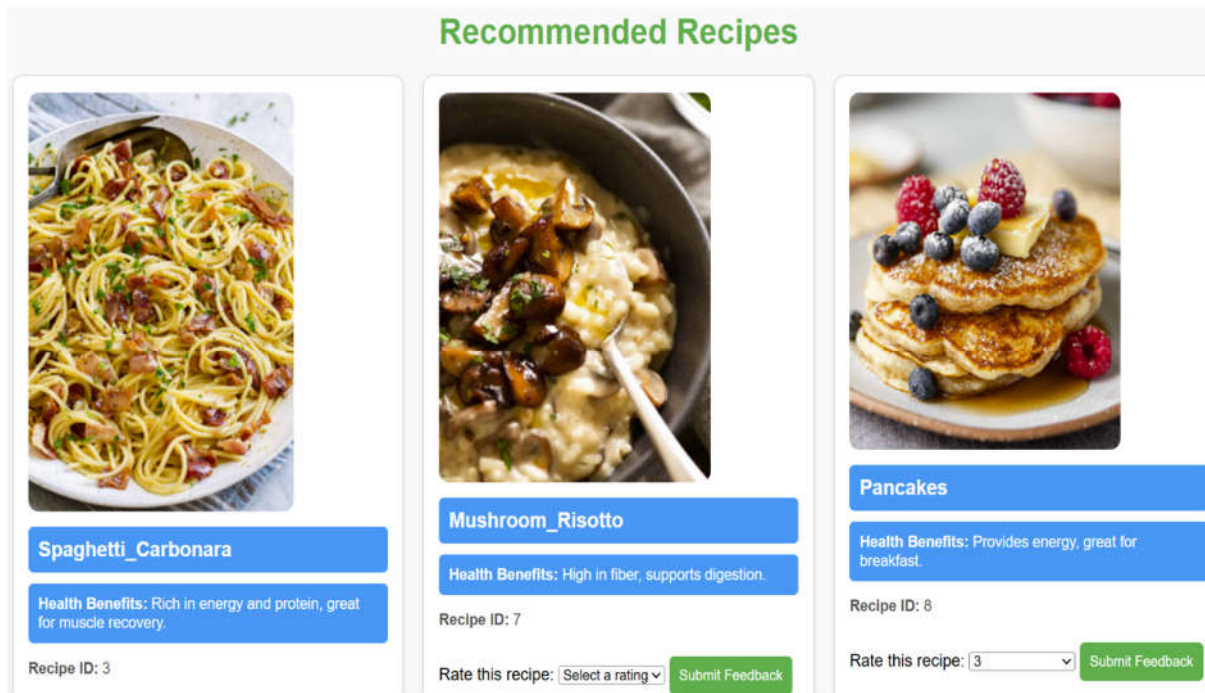 Recommended Recipes
Spaghetti_Carbonara
Health Benefits: Rich in energy and protein, great
for muscle recovery.
Recipe ID: 3
Mushroom_Risotto
Health Benefits: High in fiber, supports digestion.
Recipe ID: 7
Rate this recipe: Select a rating Submit Feedback
Pancakes
Health Benefits: Provides energy, great for
breakfast.
Recipe ID: 8
Rate this recipe: 3 Submit Feedback